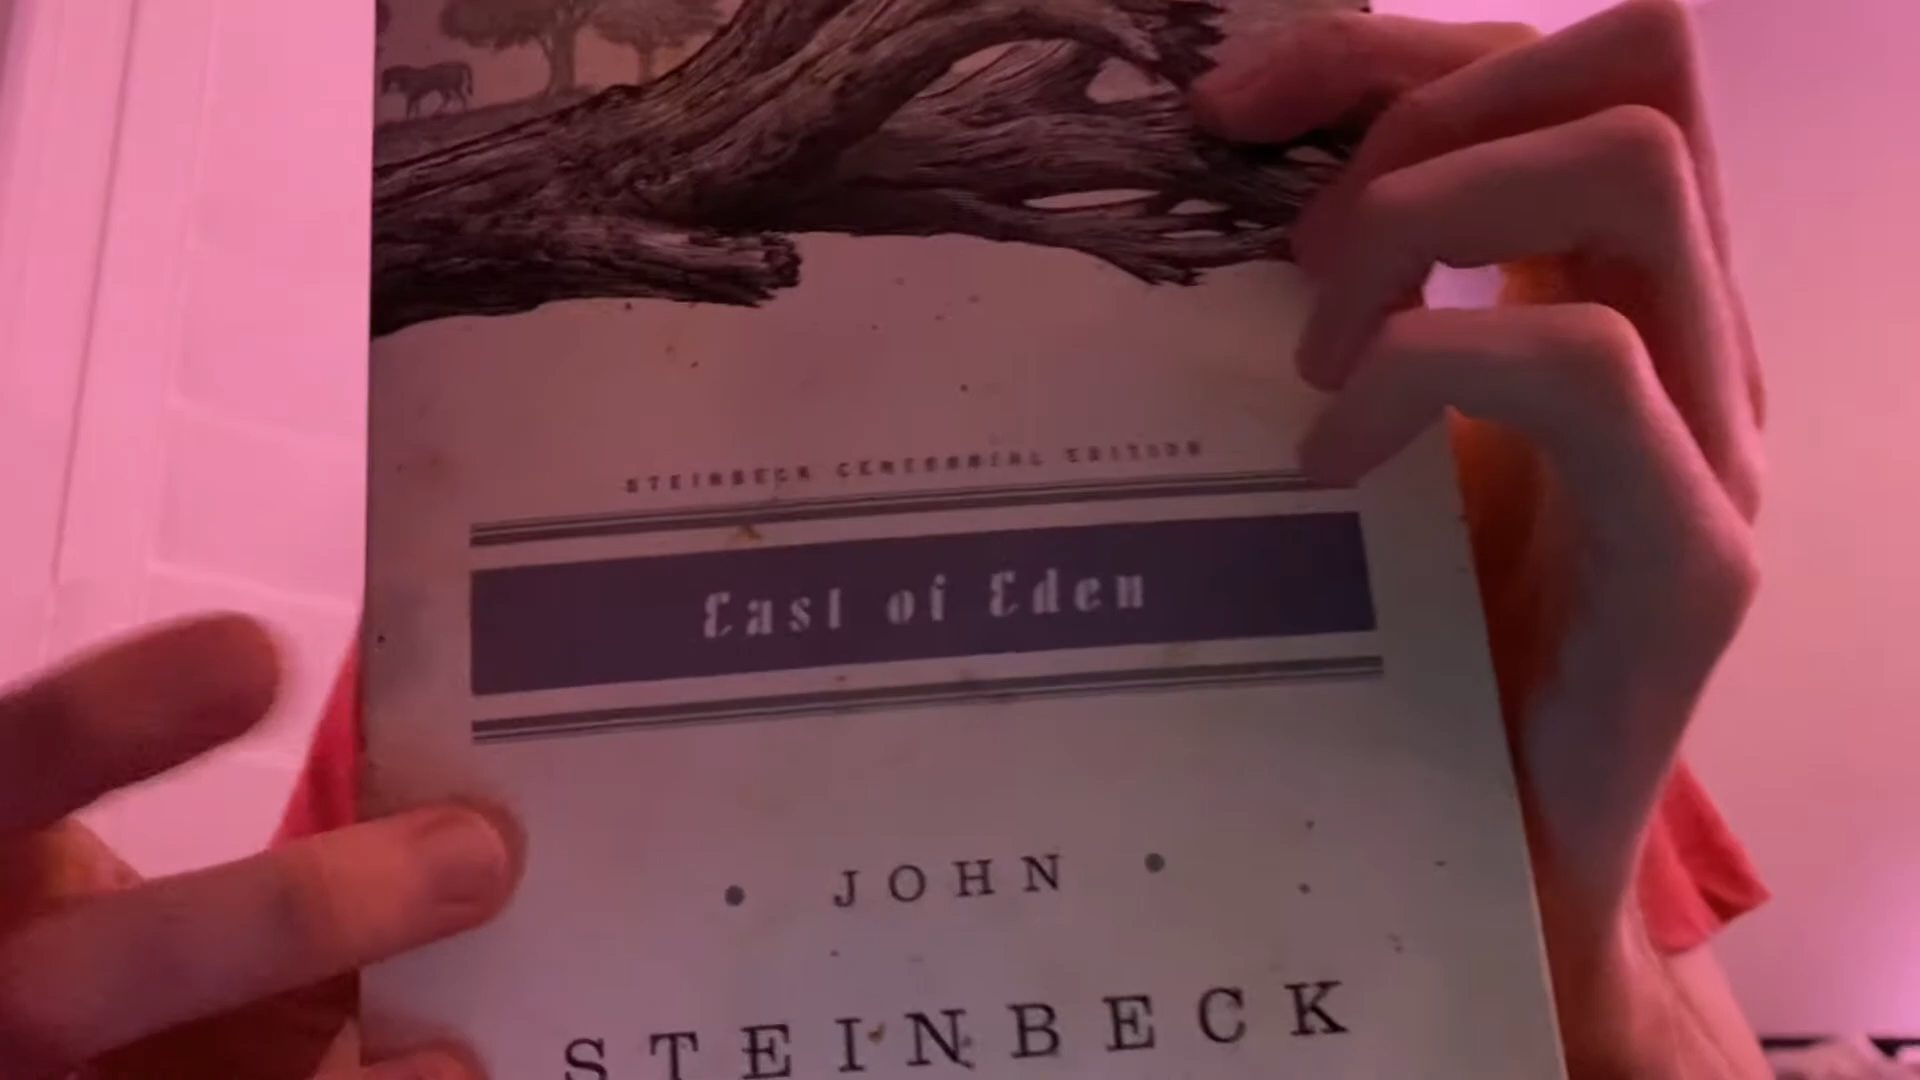 STEINBECK CENTENNIAL EDITION
East of Eden
• JOHN •
STEINBECK